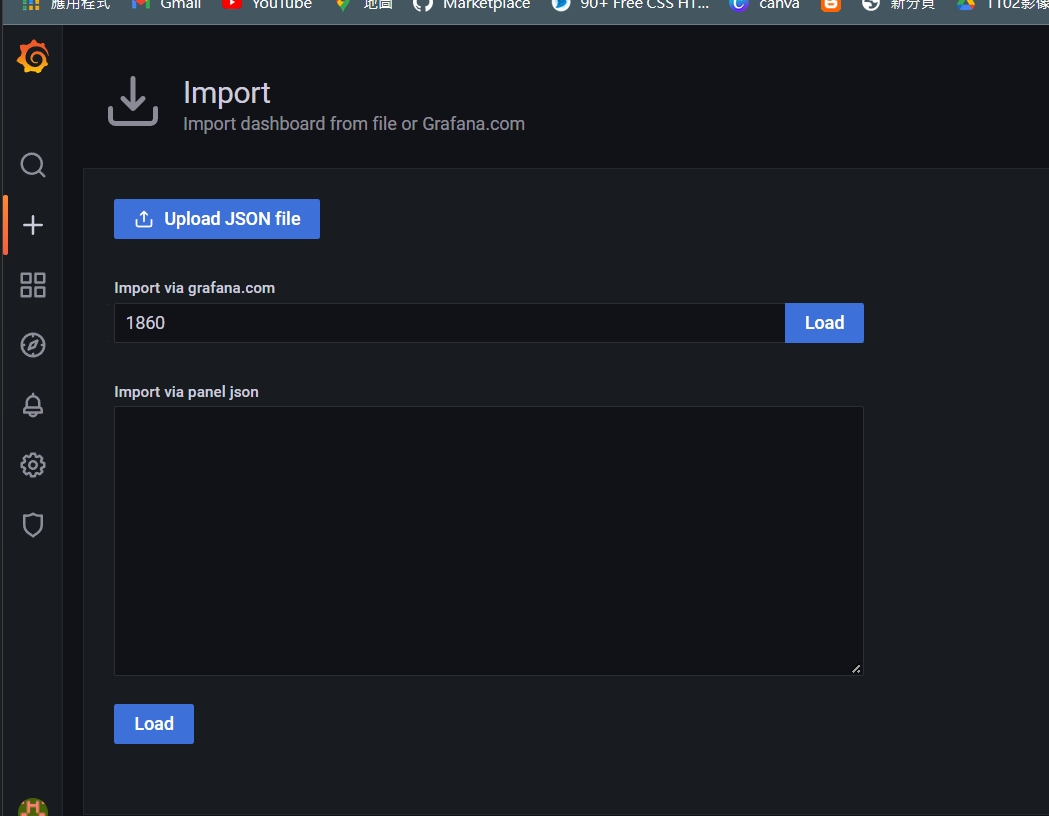 應用程式 Gmail YouTube 地圖 Marketplace 90+ Free CSS HT... canva 新分頁 1102影像
Import
Import dashboard from file or Grafana.com
Upload JSON file
Import via grafana.com
1860 Load
Import via panel json
Load